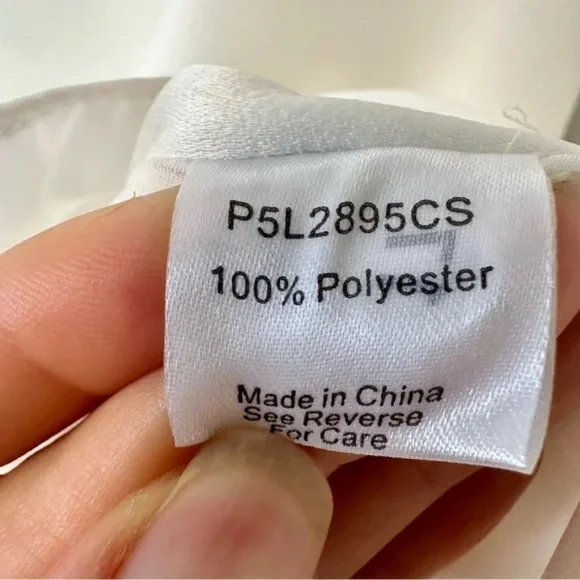 P5L2895CS
100% Polyester
Made in China
See Reverse
For Care